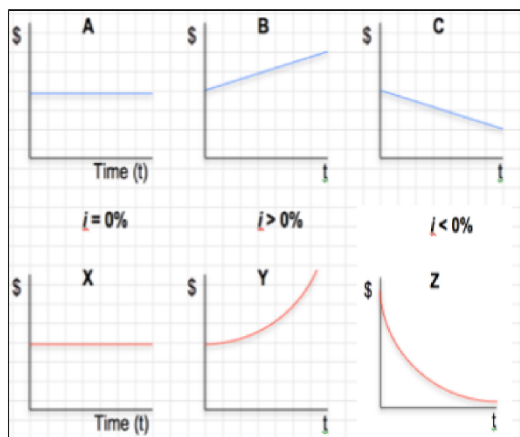 A B C
$ $ $
Time (t) t t
i = 0% i > 0% i < 0%
X Y Z
$ $ $
Time (t) t t